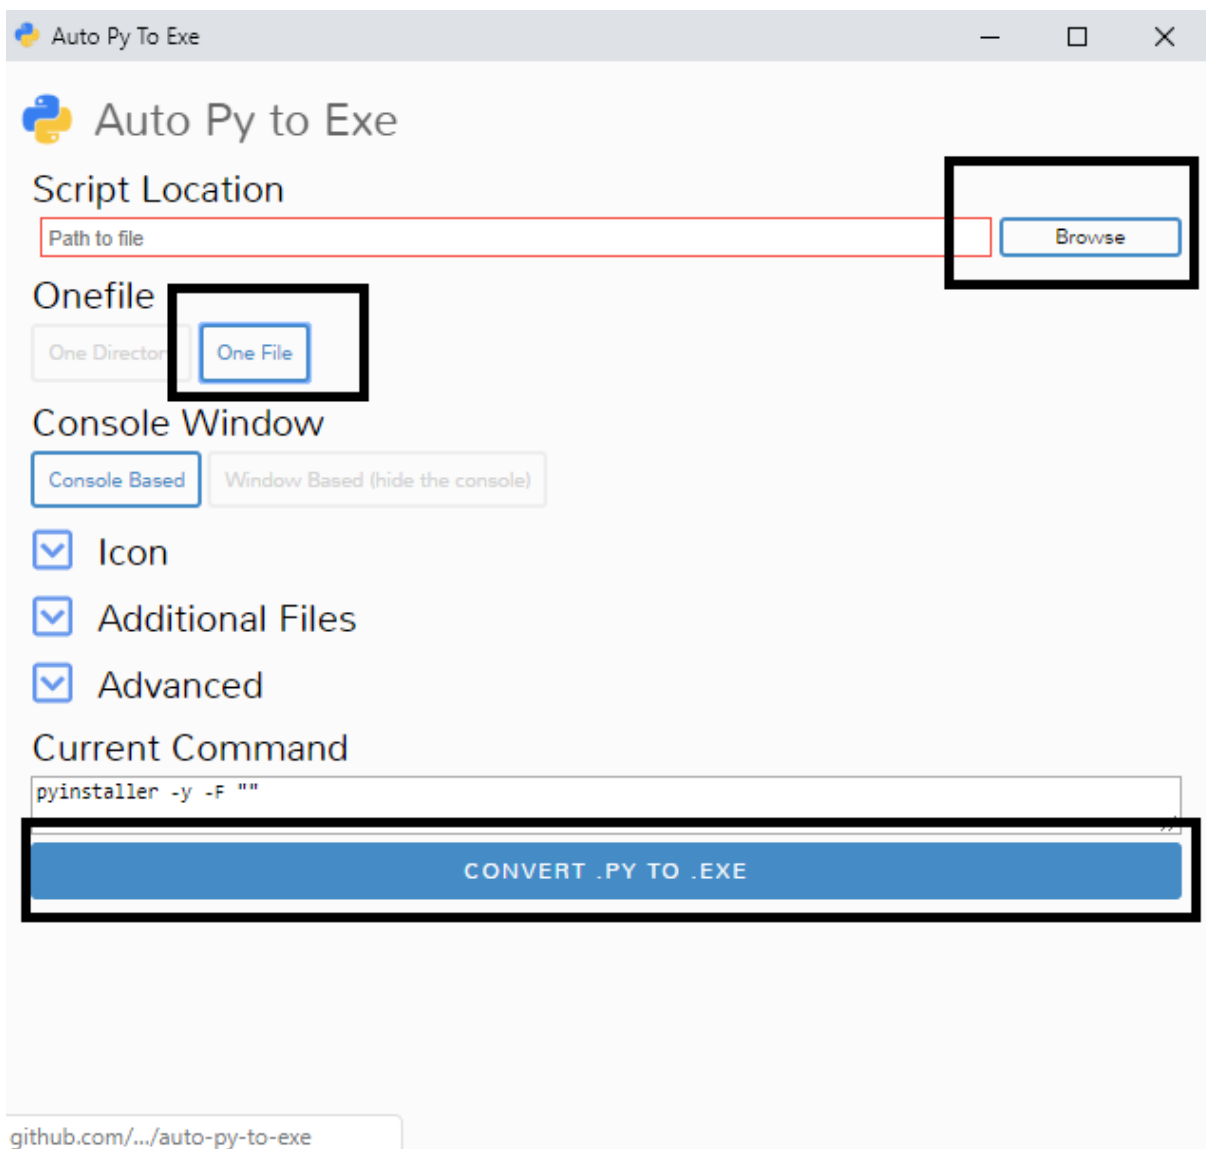 Auto Py To Exe
Auto Py to Exe
Script Location
Path to file
Browse
Onefile
One Director
One File
Console Window
Console Based
Window Based (hide the console)
Icon
Additional Files
Advanced
Current Command
pyinstaller -y -F ""
CONVERT .PY TO .EXE
github.com/.../auto-py-to-exe